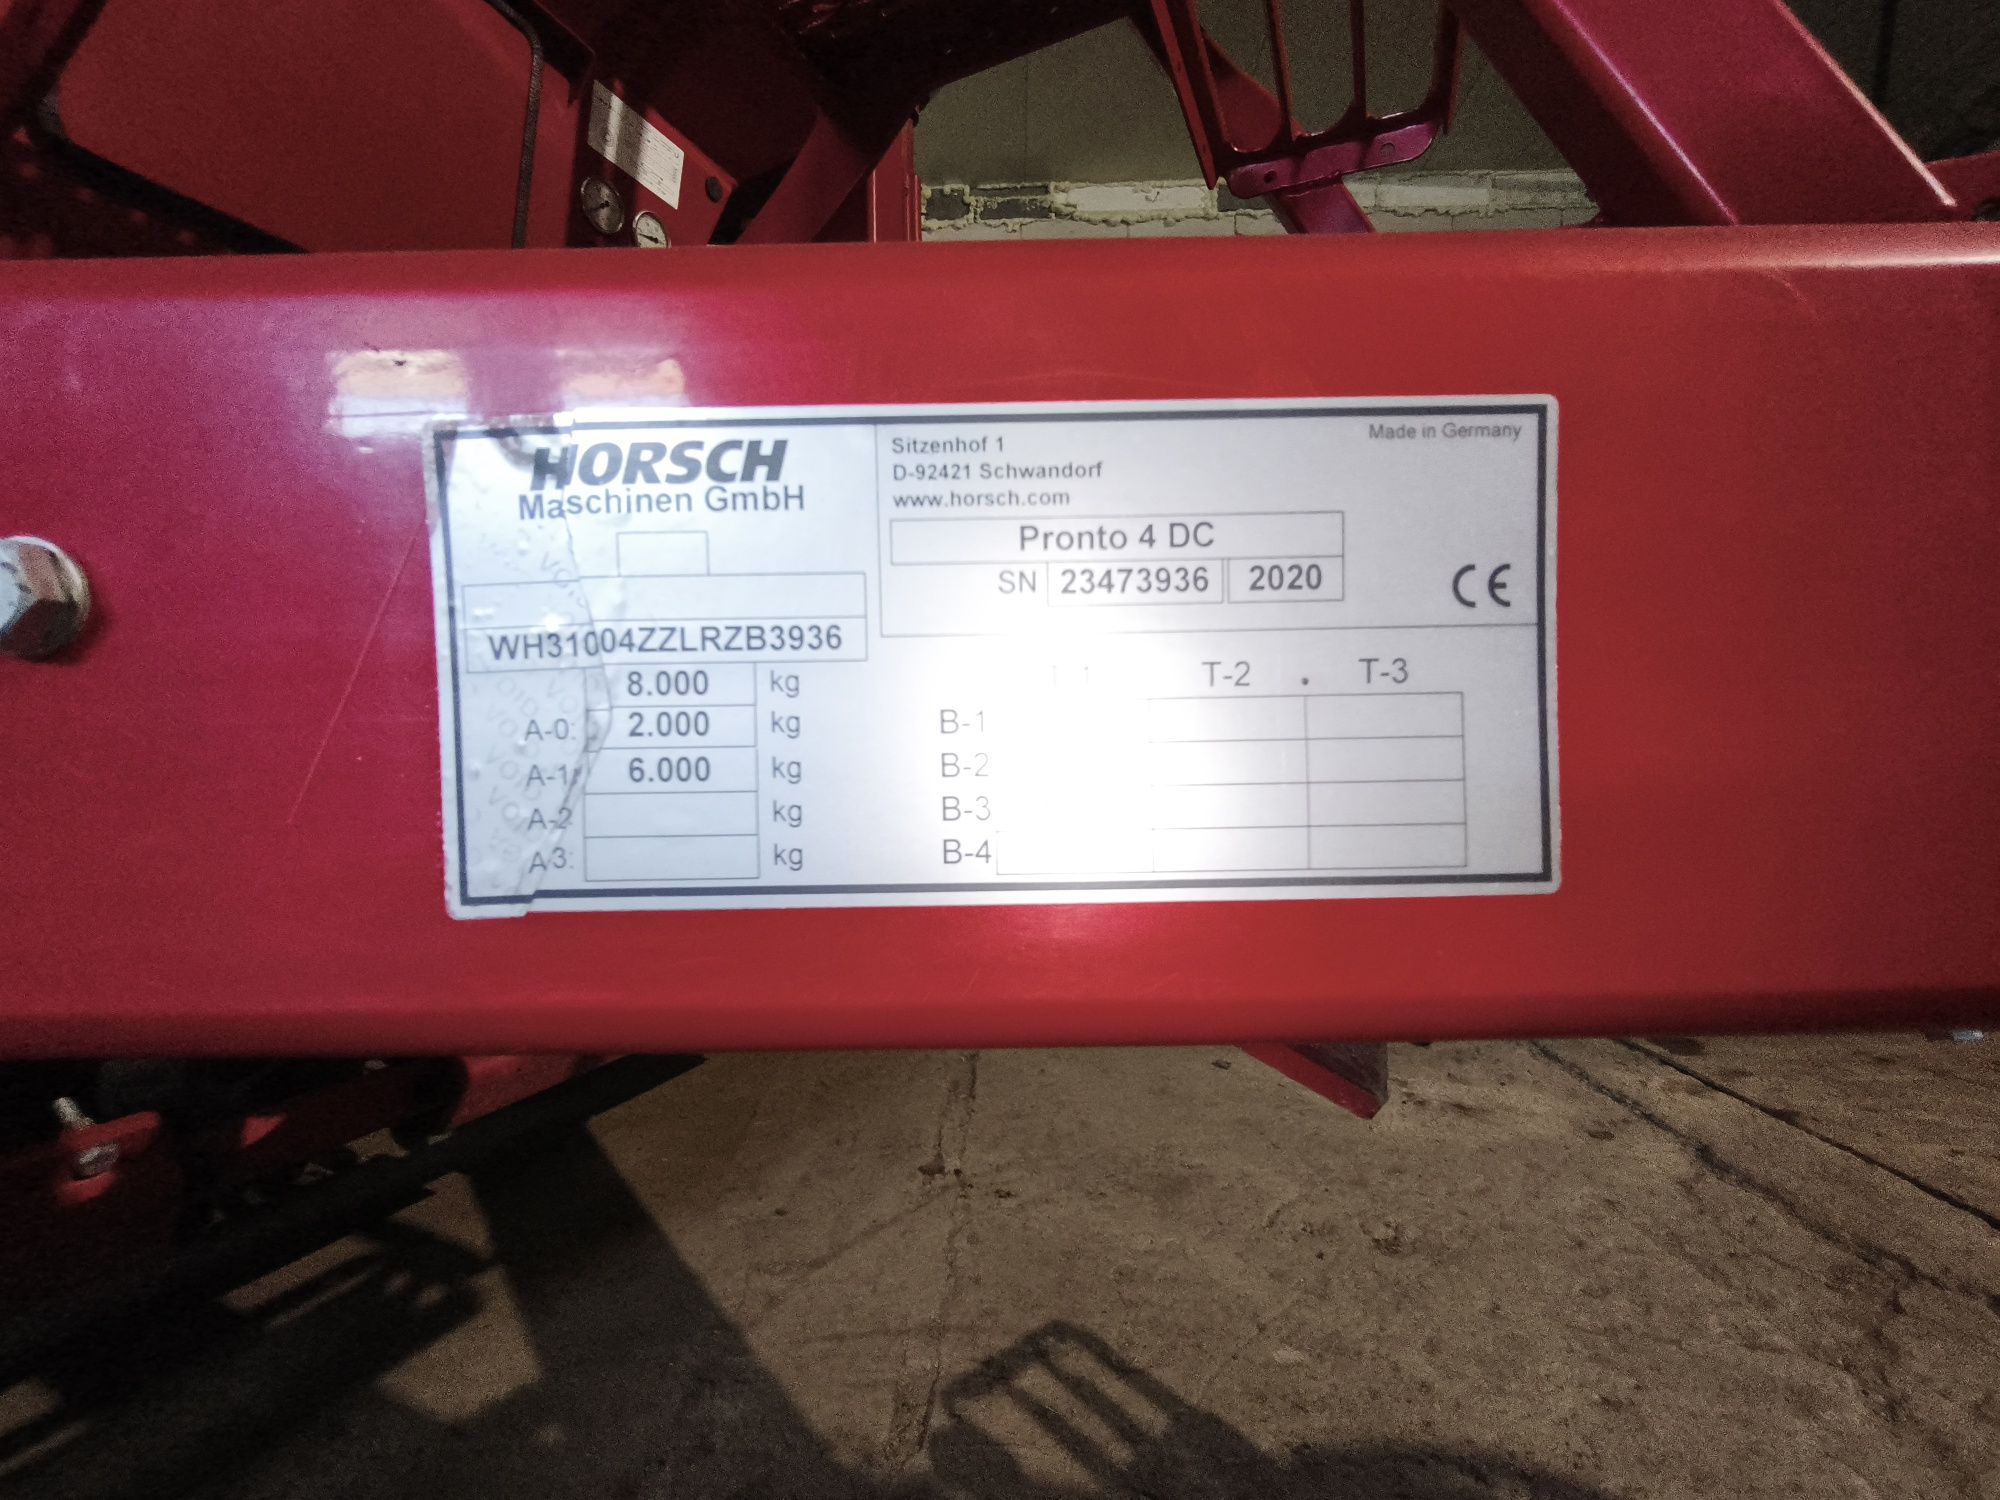 HORSCH
Maschinen GmbH
WH31004ZZLRZB3936
8.000 kg
A-0: 2.000 kg
A-1: 6.000 kg
A-2 kg
A3: kg
Sitzenhof 1
D-92421 Schwandorf
www.horsch.com
Made in Germany
Pronto 4 DC
SN 23473936 2020
CE
T-2 . T-3
B-1
B-2
B-3
B-4
VOID